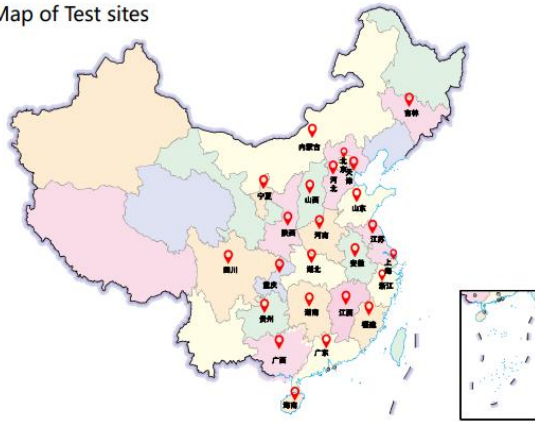 Map of Test sites
吉林
内蒙古
北京
天津
河北
宁夏
山西
山东
陕西
河南
江苏
四川
重庆
湖北
安徽
上海
浙江
贵州
湖南
江西
福建
广西
广东
海南